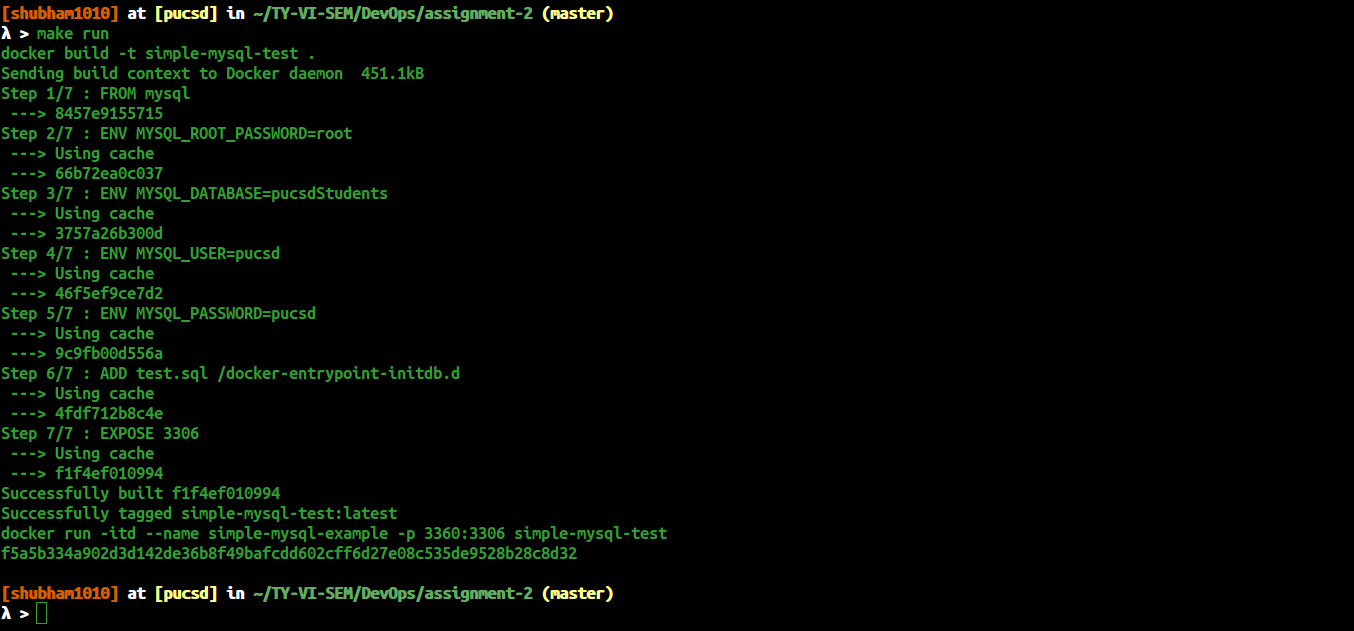 [shubham1010] at [pucsd] in ~/TY-VI-SEM/DevOps/assignment-2 (master)
λ > make run
docker build -t simple-mysql-test .
Sending build context to Docker daemon  451.1kB
Step 1/7 : FROM mysql
 ---> 8457e9155715
Step 2/7 : ENV MYSQL_ROOT_PASSWORD=root
 ---> Using cache
 ---> 66b72ea0c037
Step 3/7 : ENV MYSQL_DATABASE=pucsdStudents
 ---> Using cache
 ---> 3757a26b300d
Step 4/7 : ENV MYSQL_USER=pucsd
 ---> Using cache
 ---> 46f5ef9ce7d2
Step 5/7 : ENV MYSQL_PASSWORD=pucsd
 ---> Using cache
 ---> 9c9fb00d556a
Step 6/7 : ADD test.sql /docker-entrypoint-initdb.d
 ---> Using cache
 ---> 4fdf712b8c4e
Step 7/7 : EXPOSE 3306
 ---> Using cache
 ---> f1f4ef010994
Successfully built f1f4ef010994
Successfully tagged simple-mysql-test:latest
docker run -itd --name simple-mysql-example -p 3360:3306 simple-mysql-test
f5a5b334a902d3d142de36b8f49bafcdd602cff6d27e08c535de9528b28c8d32

[shubham1010] at [pucsd] in ~/TY-VI-SEM/DevOps/assignment-2 (master)
λ >